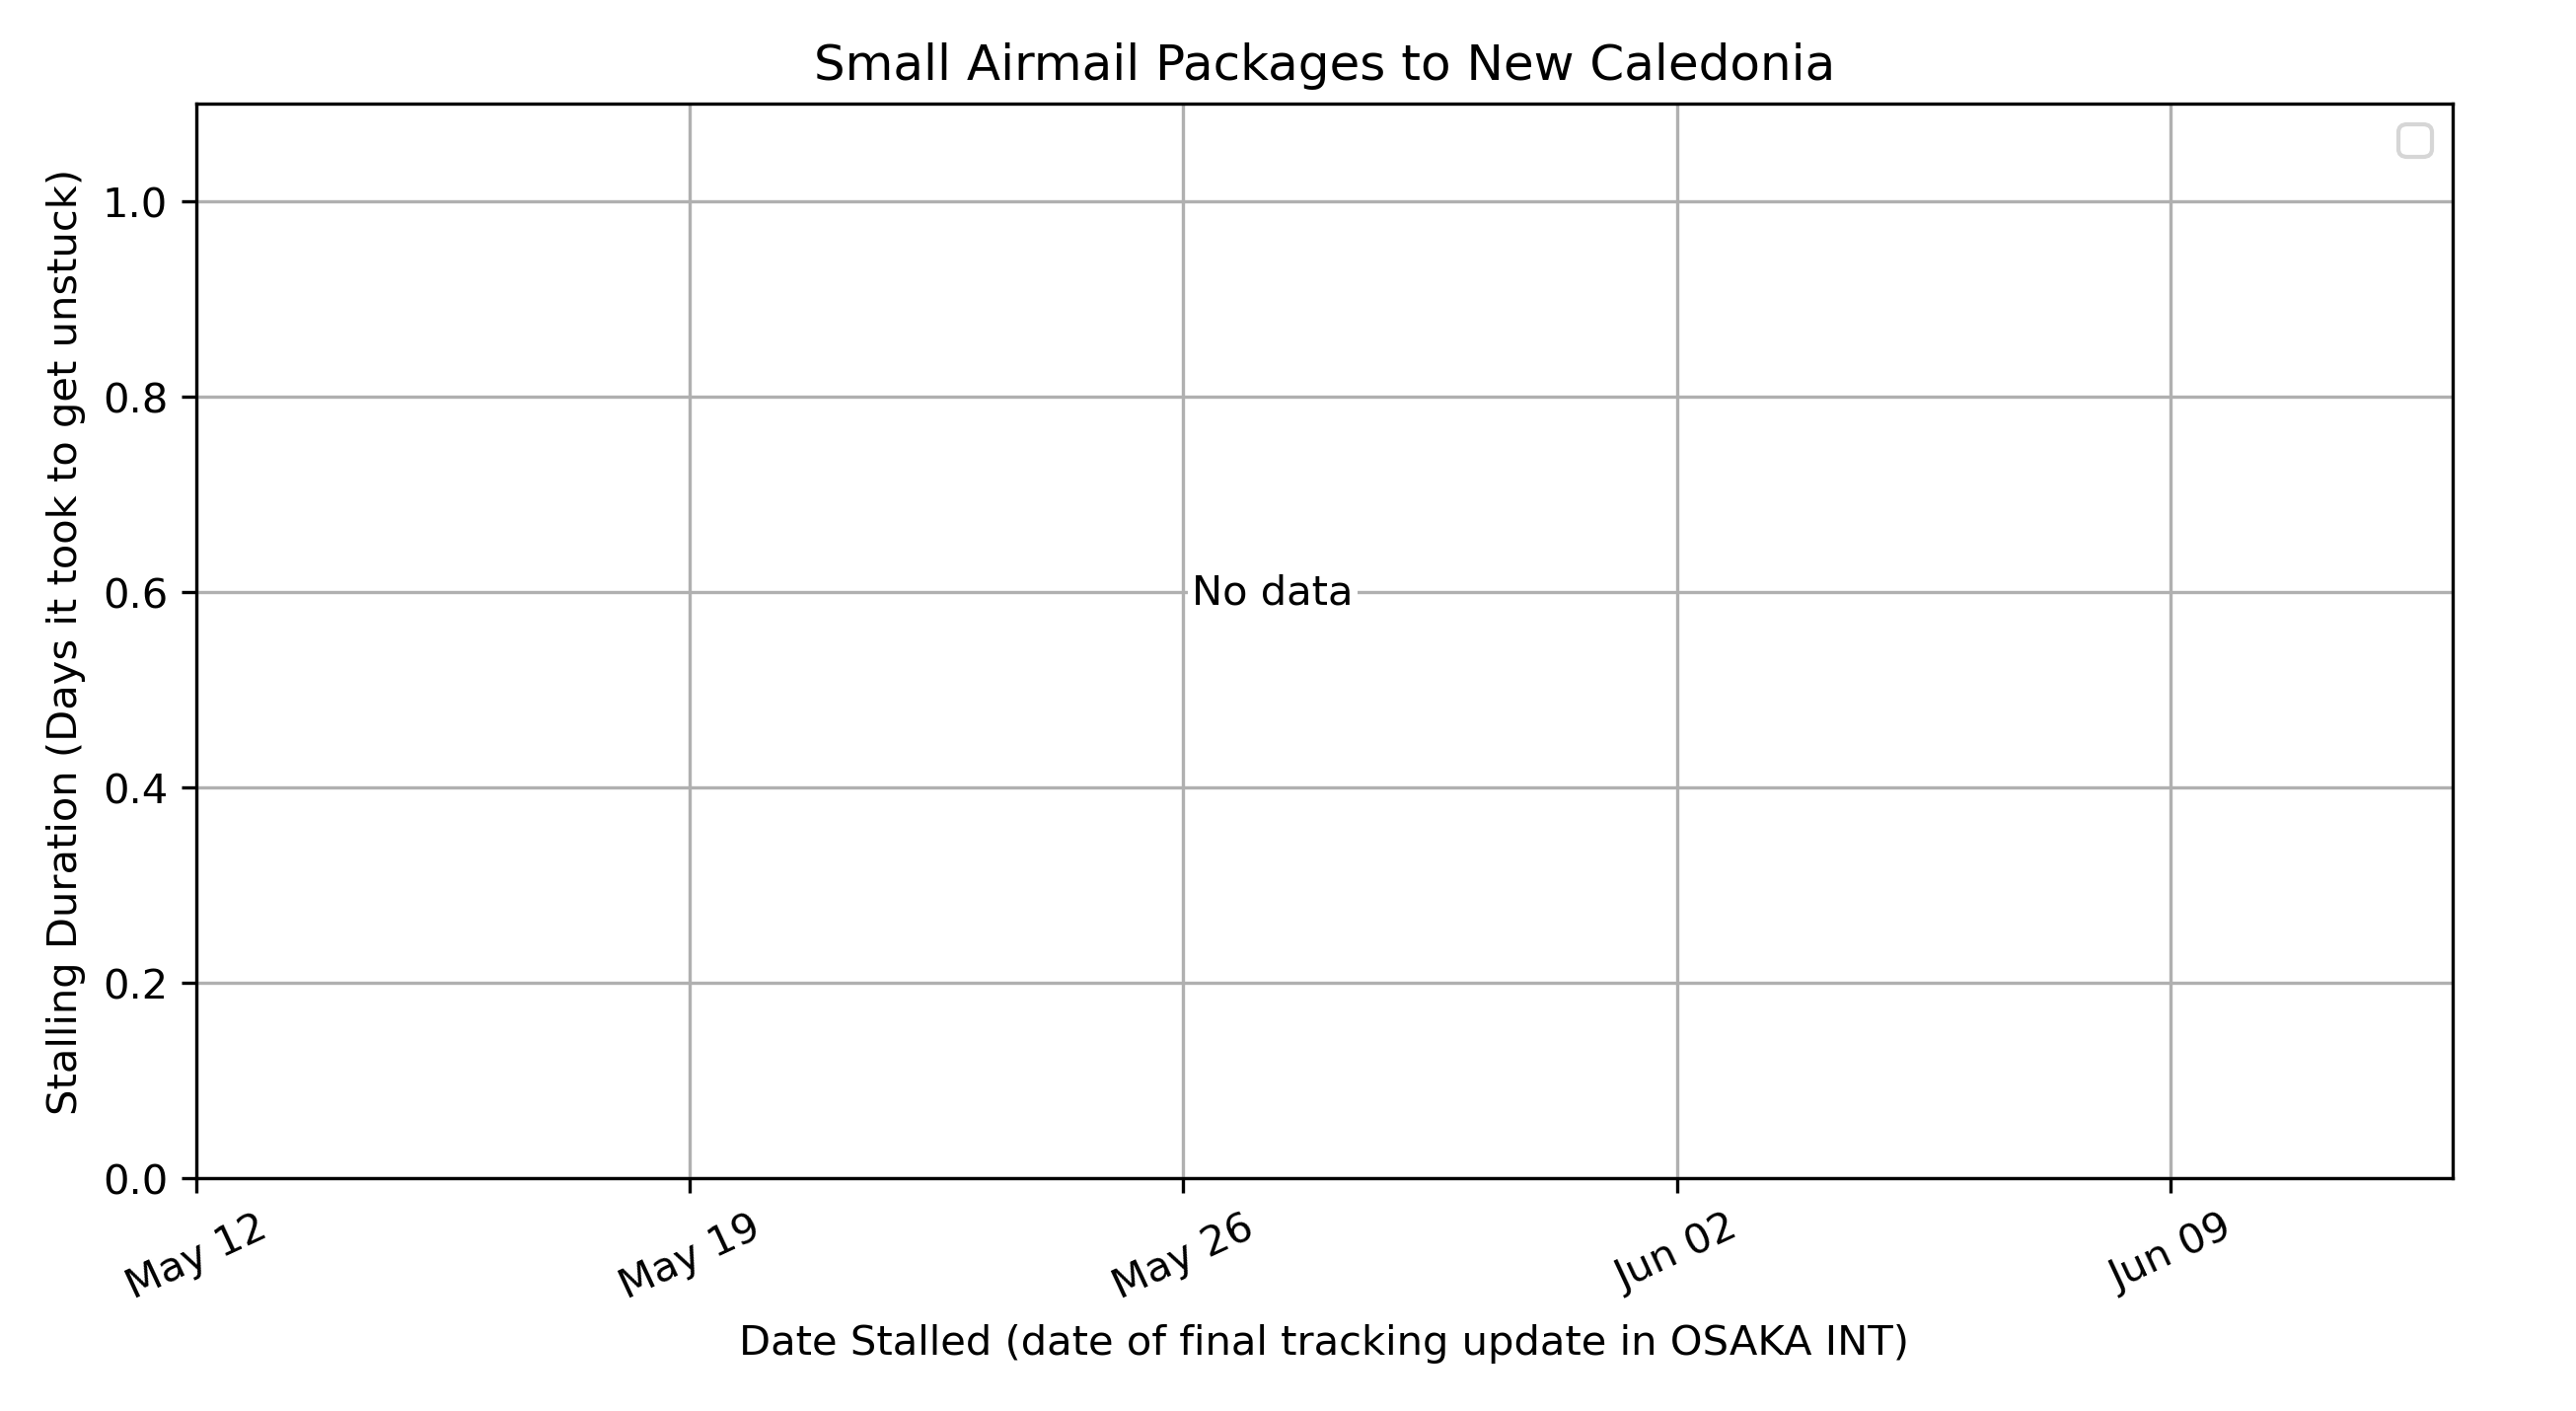 Small Airmail Packages to New Caledonia
Stalling Duration (Days it took to get unstuck)
1.0
0.8
0.6
0.4
0.2
0.0
No data
May 12
May 19
May 26
Jun 02
Jun 09
Date Stalled (date of final tracking update in OSAKA INT)